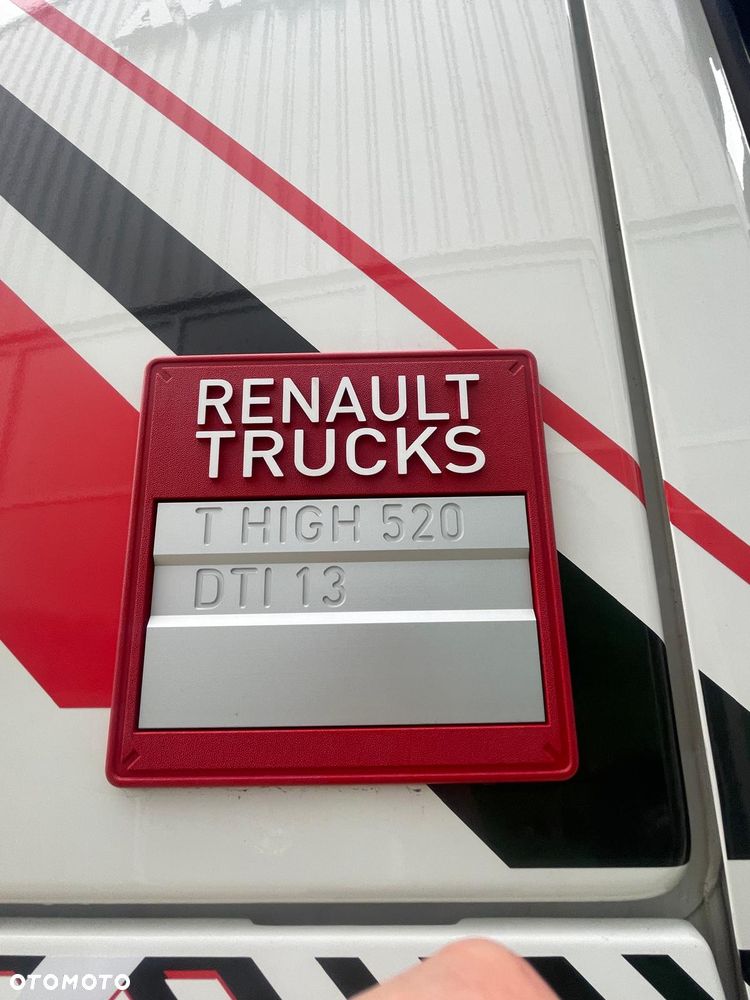 RENAULT
TRUCKS
T HIGH 520
DTI 13
OTOMOTO